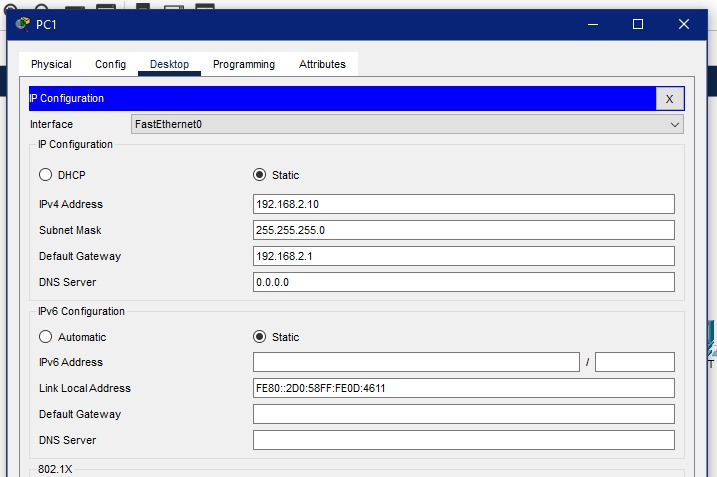 PC1
Physical Config Desktop Programming Attributes
IP Configuration X
Interface FastEthernet0
IP Configuration
DHCP Static
IPv4 Address 192.168.2.10
Subnet Mask 255.255.255.0
Default Gateway 192.168.2.1
DNS Server 0.0.0.0
IPv6 Configuration
Automatic Static
IPv6 Address /
Link Local Address FE80::2D0:58FF:FE0D:4611
Default Gateway
DNS Server
802.1X
T